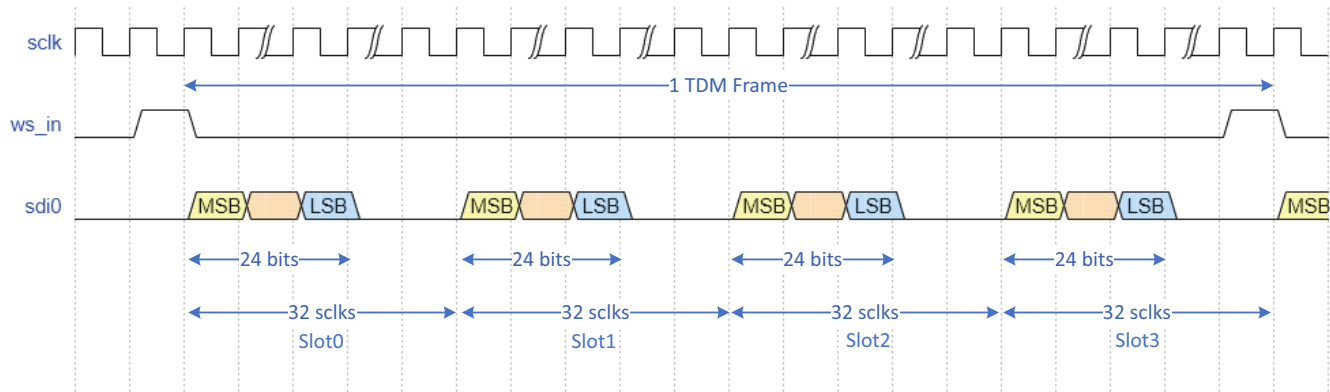 sclk
1 TDM Frame
ws_in
sdi0
MSB LSB MSB LSB MSB LSB MSB LSB MSB
24 bits 24 bits 24 bits 24 bits
32 sclks 32 sclks 32 sclks 32 sclks
Slot0 Slot1 Slot2 Slot3